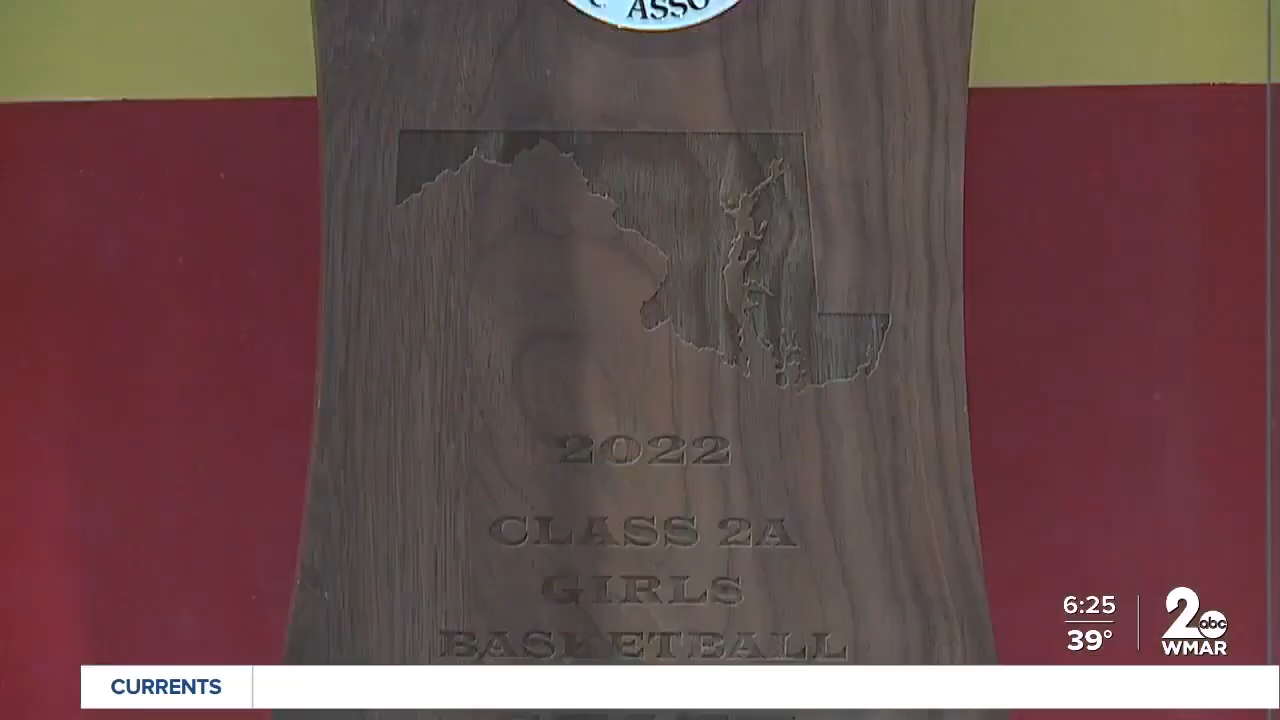 ASSO
2022
CLASS 2A
GIRLS
BASKETBALL
6:25
39°
2 abc
WMAR
CURRENTS